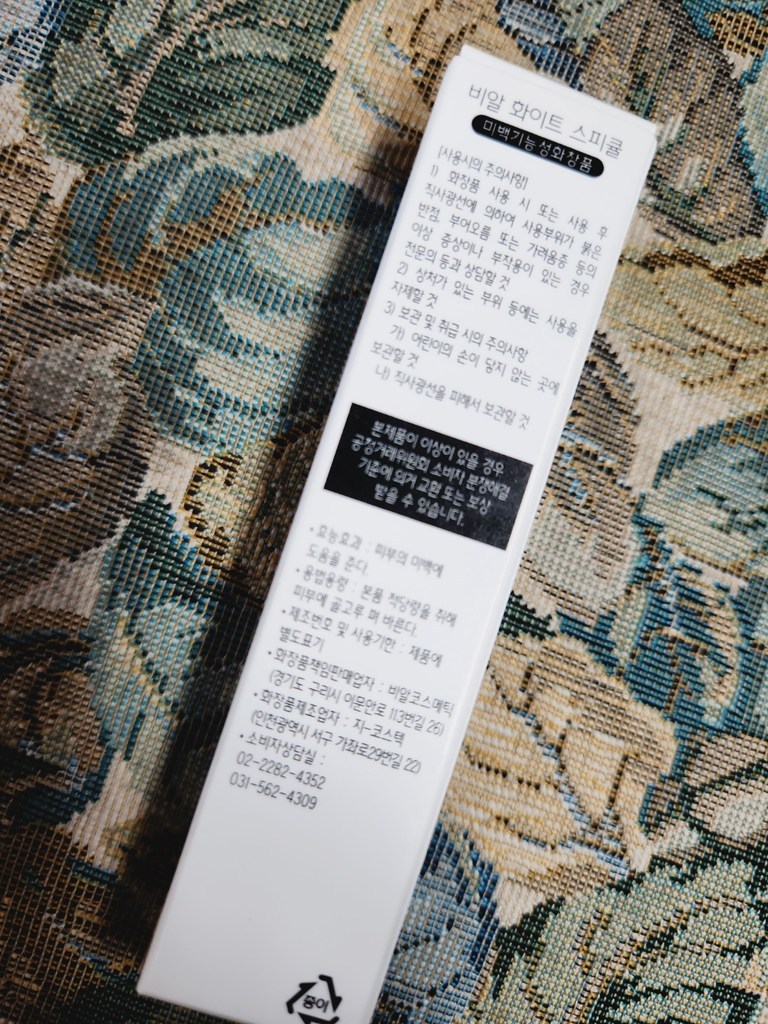 비알 화이트 스피큘
미백기능성화장품
[사용시의 주의사항]
1) 화장품 사용 시 또는 사용 후
직사광선에 의하여 사용부위가 붉은
반점, 부어오름 또는 가려움증 등의
이상 증상이나 부작용이 있는 경우
전문의 등과 상담할 것
2) 상처가 있는 부위 등에는 사용을
자제할 것
3) 보관 및 취급 시의 주의사항
가) 어린이의 손이 닿지 않는 곳에
보관할 것
나) 직사광선을 피해서 보관할 것
본제품이 이상이 있을 경우
공정거래위원회 소비자 분쟁해결
기준에 의거 교환 또는 보상
받을 수 있습니다.
• 효능효과 : 피부의 미백에
도움을 준다.
• 용법용량 : 본품 적당량을 취해
피부에 골고루 펴 바른다.
• 제조번호 및 사용기한 : 제품에
별도표기
• 화장품책임판매업자 : 비알코스메틱
(경기도 구리시 이문안로 113번길 26)
• 화장품제조업자 : 지-코스텍
(인천광역시 서구 가좌로29번길 22)
• 소비자상담실 :
02-2282-4352
031-562-4309
종이